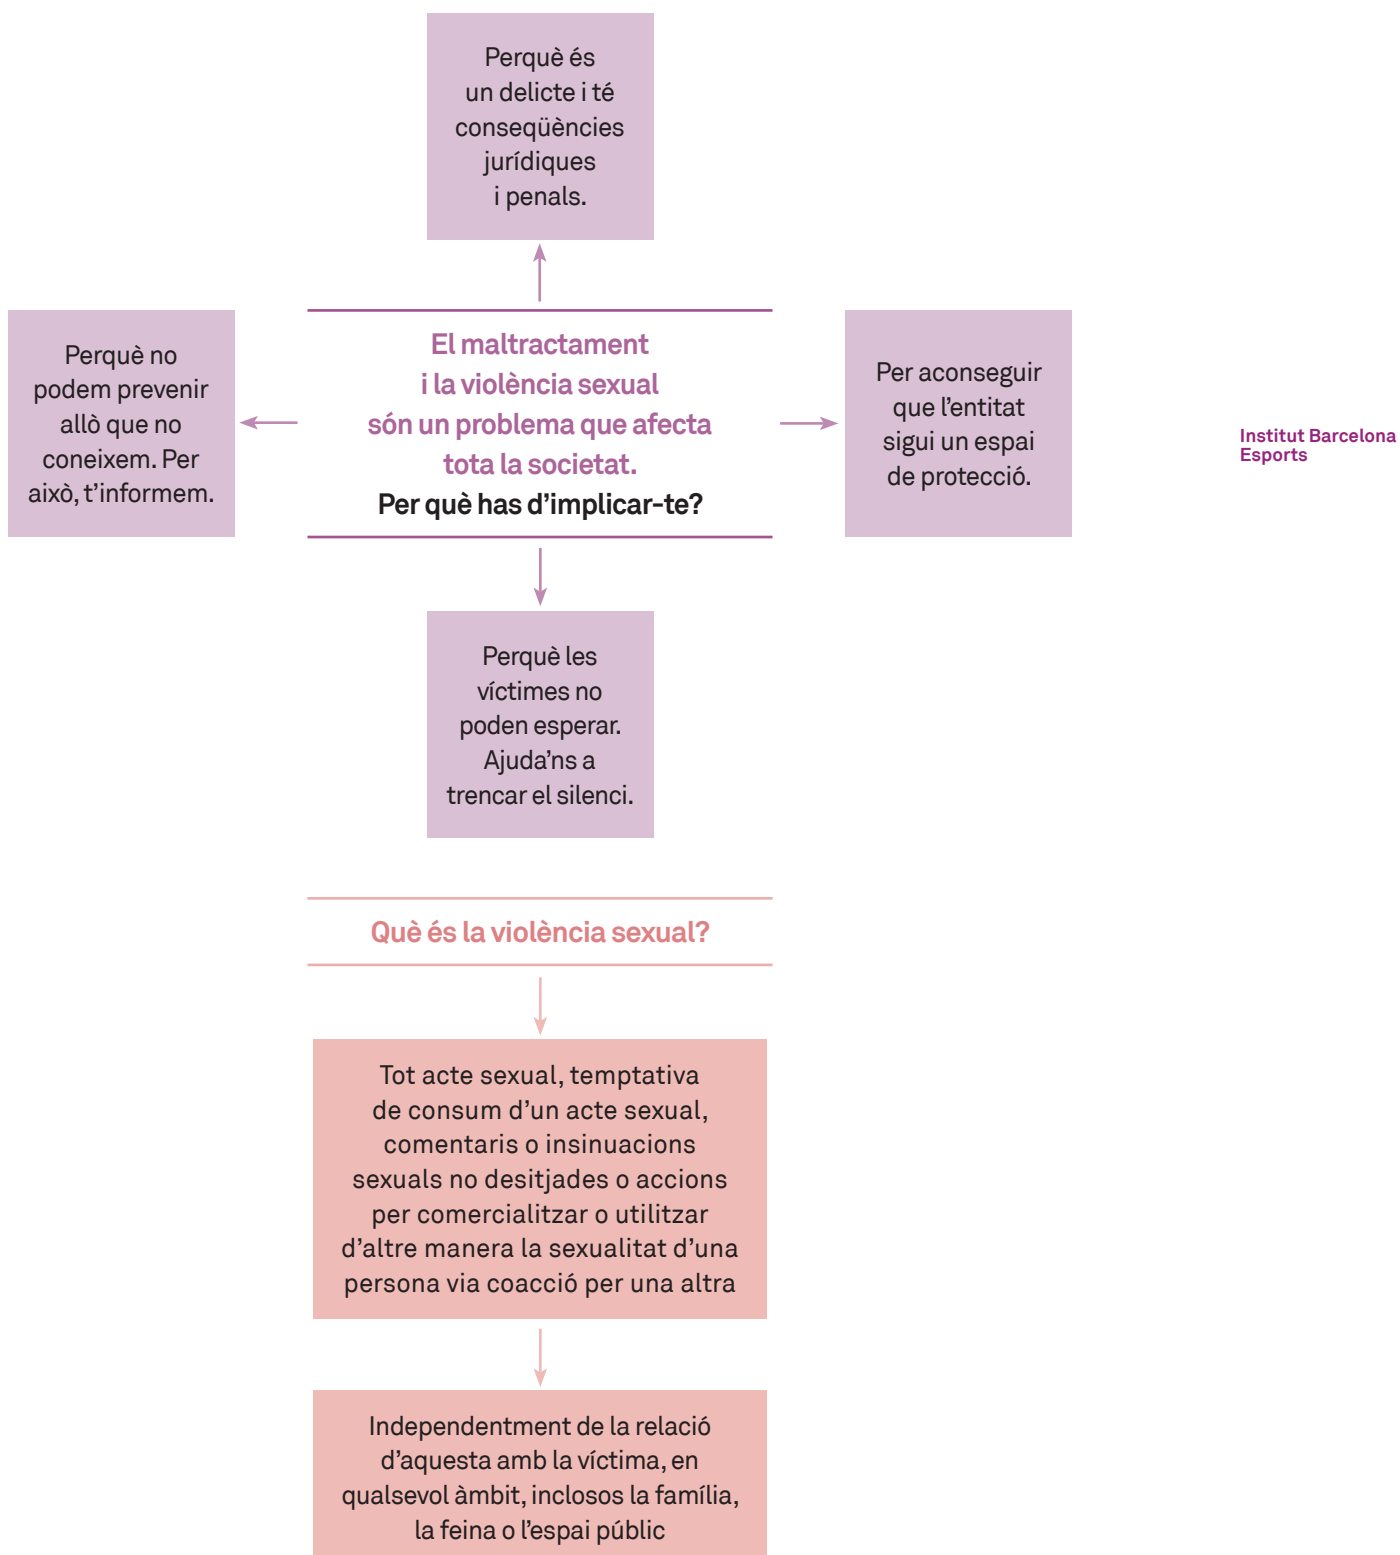 Perquè és
un delicte i té
conseqüències
jurídiques
i penals.
Perquè no
podem prevenir
allò que no
coneixem. Per
això, t’informem.
El maltractament
i la violència sexual
són un problema que afecta
tota la societat.
Per què has d’implicar-te?
Per aconseguir
que l’entitat
sigui un espai
de protecció.
Institut Barcelona
Esports
Perquè les
víctimes no
poden esperar.
Ajuda’ns a
trencar el silenci.
Què és la violència sexual?
Tot acte sexual, temptativa
de consum d’un acte sexual,
comentaris o insinuacions
sexuals no desitjades o accions
per comercialitzar o utilitzar
d’altre manera la sexualitat d’una
persona via coacció per una altra
Independentment de la relació
d’aquesta amb la víctima, en
qualsevol àmbit, inclosos la família,
la feina o l’espai públic